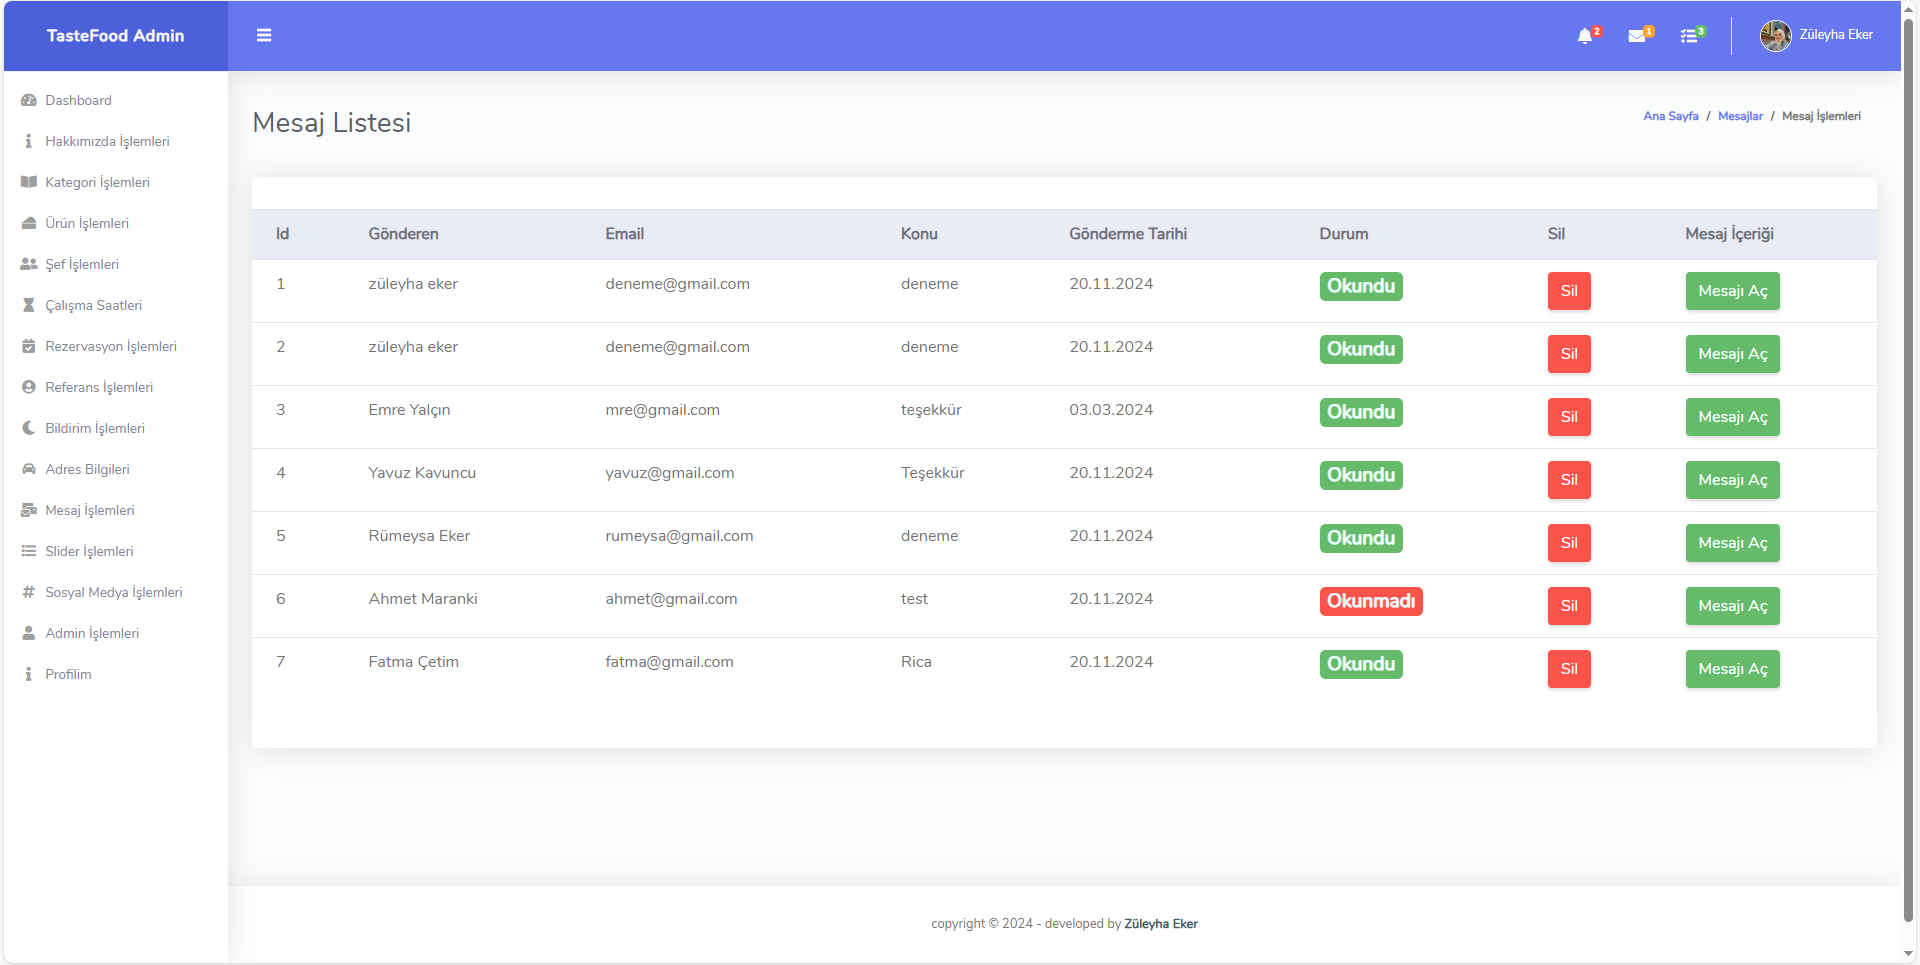 TasteFood Admin
2
1
3
Züleyha Eker
Dashboard
Hakkımızda İşlemleri
Kategori İşlemleri
Ürün İşlemleri
Şef İşlemleri
Çalışma Saatleri
Rezervasyon İşlemleri
Referans İşlemleri
Bildirim İşlemleri
Adres Bilgileri
Mesaj İşlemleri
Slider İşlemleri
Sosyal Medya İşlemleri
Admin İşlemleri
Profilim
Mesaj Listesi
Ana Sayfa / Mesajlar / Mesaj İşlemleri
Id Gönderen Email Konu Gönderme Tarihi Durum Sil Mesaj İçeriği
1 züleyha eker deneme@gmail.com deneme 20.11.2024 Okundu Sil Mesajı Aç
2 züleyha eker deneme@gmail.com deneme 20.11.2024 Okundu Sil Mesajı Aç
3 Emre Yalçın mre@gmail.com teşekkür 03.03.2024 Okundu Sil Mesajı Aç
4 Yavuz Kavuncu yavuz@gmail.com Teşekkür 20.11.2024 Okundu Sil Mesajı Aç
5 Rümeysa Eker rumeysa@gmail.com deneme 20.11.2024 Okundu Sil Mesajı Aç
6 Ahmet Maranki ahmet@gmail.com test 20.11.2024 Okunmadı Sil Mesajı Aç
7 Fatma Çetim fatma@gmail.com Rica 20.11.2024 Okundu Sil Mesajı Aç
copyright © 2024 - developed by Züleyha Eker